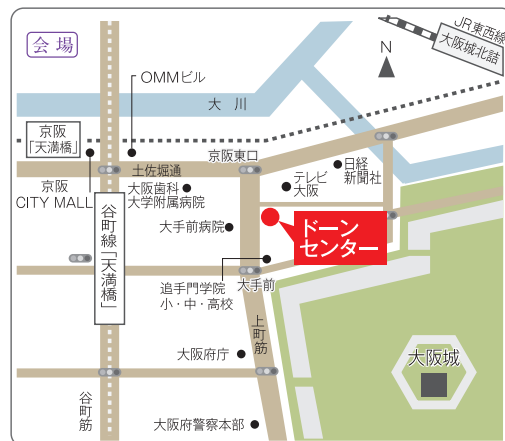 会場
JR東西線
大阪城北詰
N
OMMビル
大川
京阪
「天満橋」
京阪東口
土佐堀通
日経
新聞社
テレビ
大阪
京阪
CITY MALL
大阪歯科
大学附属病院
谷町線「天満橋」
大手前病院
ドーン
センター
追手門学院
小・中・高校
大手前
上町筋
大阪府庁
大阪城
谷町筋
大阪府警察本部